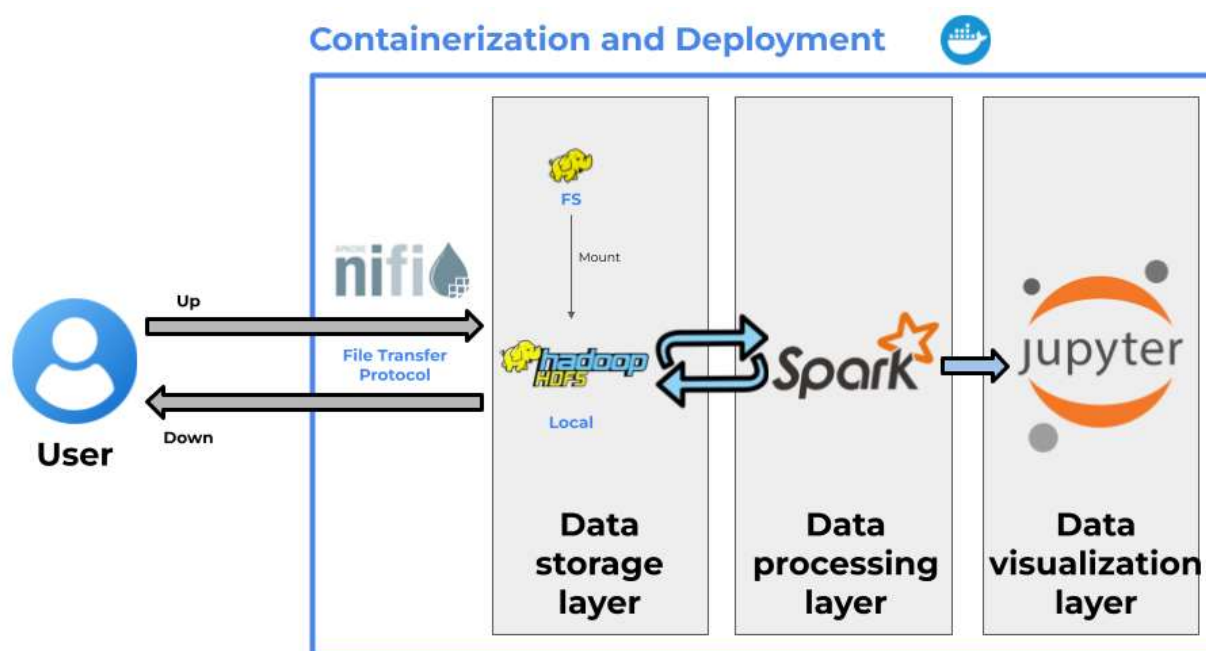 Containerization and Deployment
FS
Mount
APACHE
nifi
Up
File Transfer
Protocol
Down
User
hadoop
HDFS
Local
Spark
jupyter
Data
storage
layer
Data
processing
layer
Data
visualization
layer